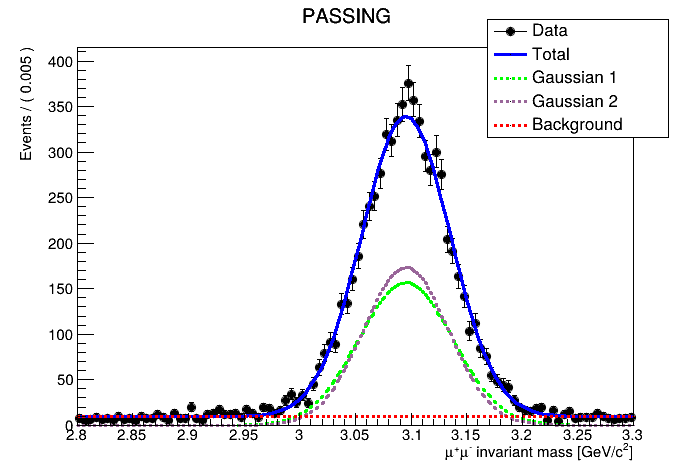 PASSING
Data
Total
Gaussian 1
Gaussian 2
Background
Events / ( 0.005 )
400
350
300
250
200
150
100
50
0
2.8 2.85 2.9 2.95 3 3.05 3.1 3.15 3.2 3.25 3.3
μ⁺μ⁻ invariant mass [GeV/c²]